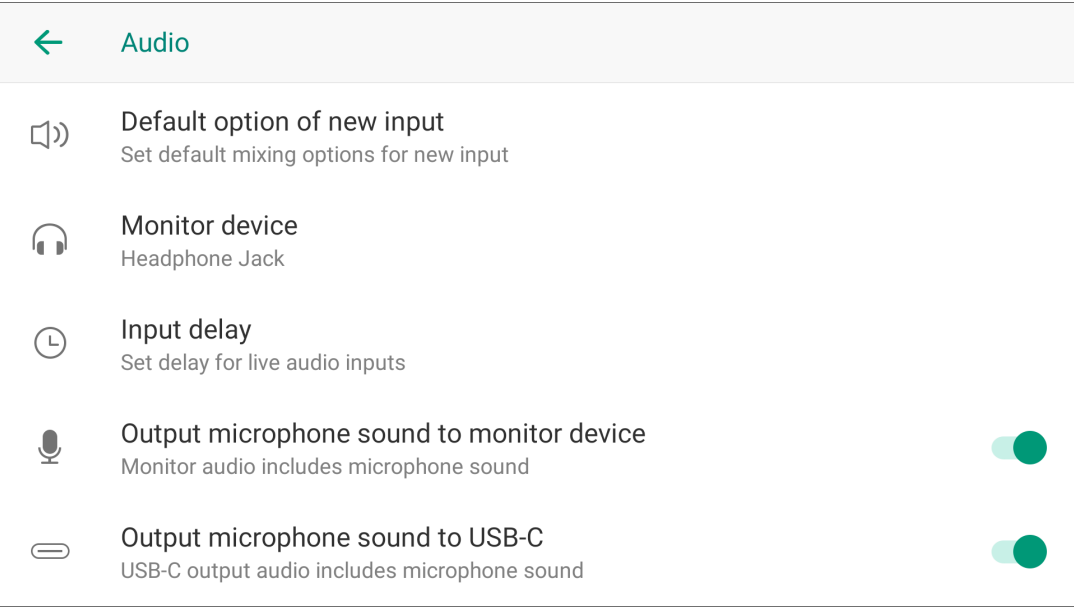 Audio
Default option of new input
Set default mixing options for new input
Monitor device
Headphone Jack
Input delay
Set delay for live audio inputs
Output microphone sound to monitor device
Monitor audio includes microphone sound
Output microphone sound to USB-C
USB-C output audio includes microphone sound